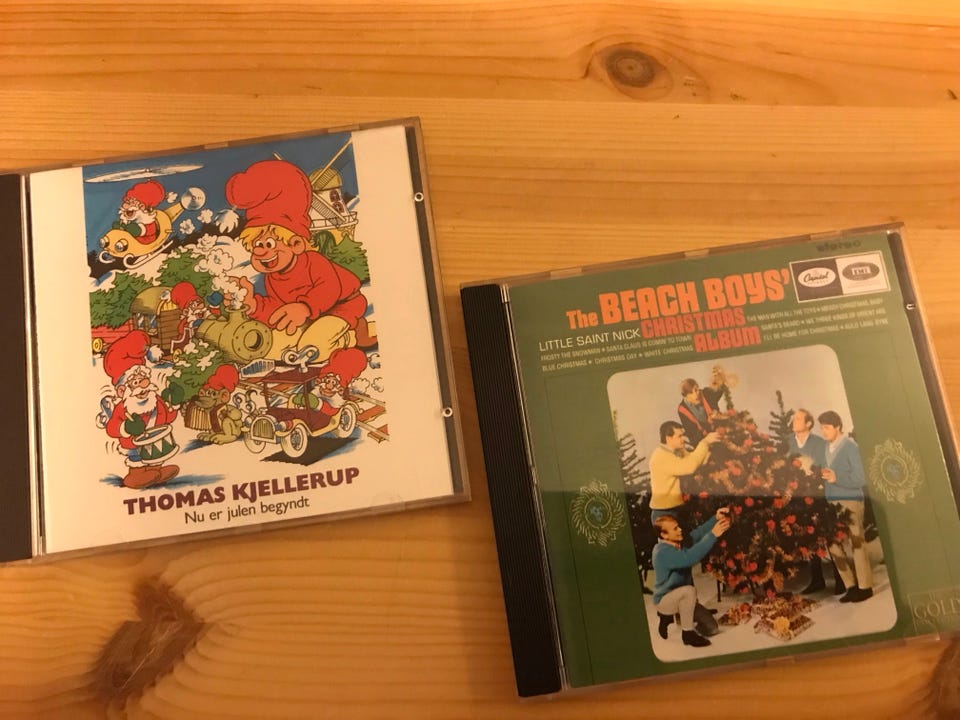 THOMAS KJELLERUP
Nu er julen begyndt
stereo
The BEACH BOYS'
CHRISTMAS
ALBUM
Capitol
EMI
LITTLE SAINT NICK
FROSTY THE SNOWMAN • SANTA CLAUS IS COMIN' TO TOWN
BLUE CHRISTMAS • CHRISTMAS DAY • WHITE CHRISTMAS
THE MAN WITH ALL THE TOYS • MERRY CHRISTMAS, BABY
SANTA'S BEARD • WE THREE KINGS OF ORIENT ARE
I'LL BE HOME FOR CHRISTMAS • AULD LANG SYNE
GOLD